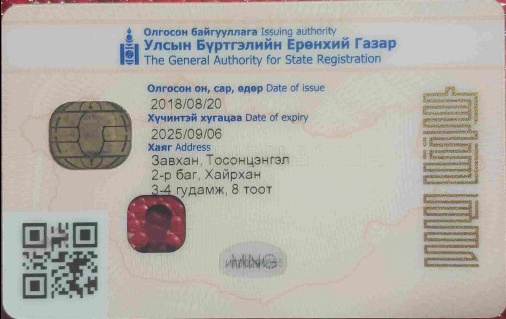 Олгосон байгууллага Issuing authority
Улсын Бүртгэлийн Ерөнхий Газар
The General Authority for State Registration
Олгосон он, сар, өдөр Date of issue
2018/08/20
Хүчинтэй хугацаа Date of expiry
2025/09/06
Хаяг Address
Завхан, Тосонцэнгэл
2-р баг, Хайрхан
3-4 гудамж, 8 тоот